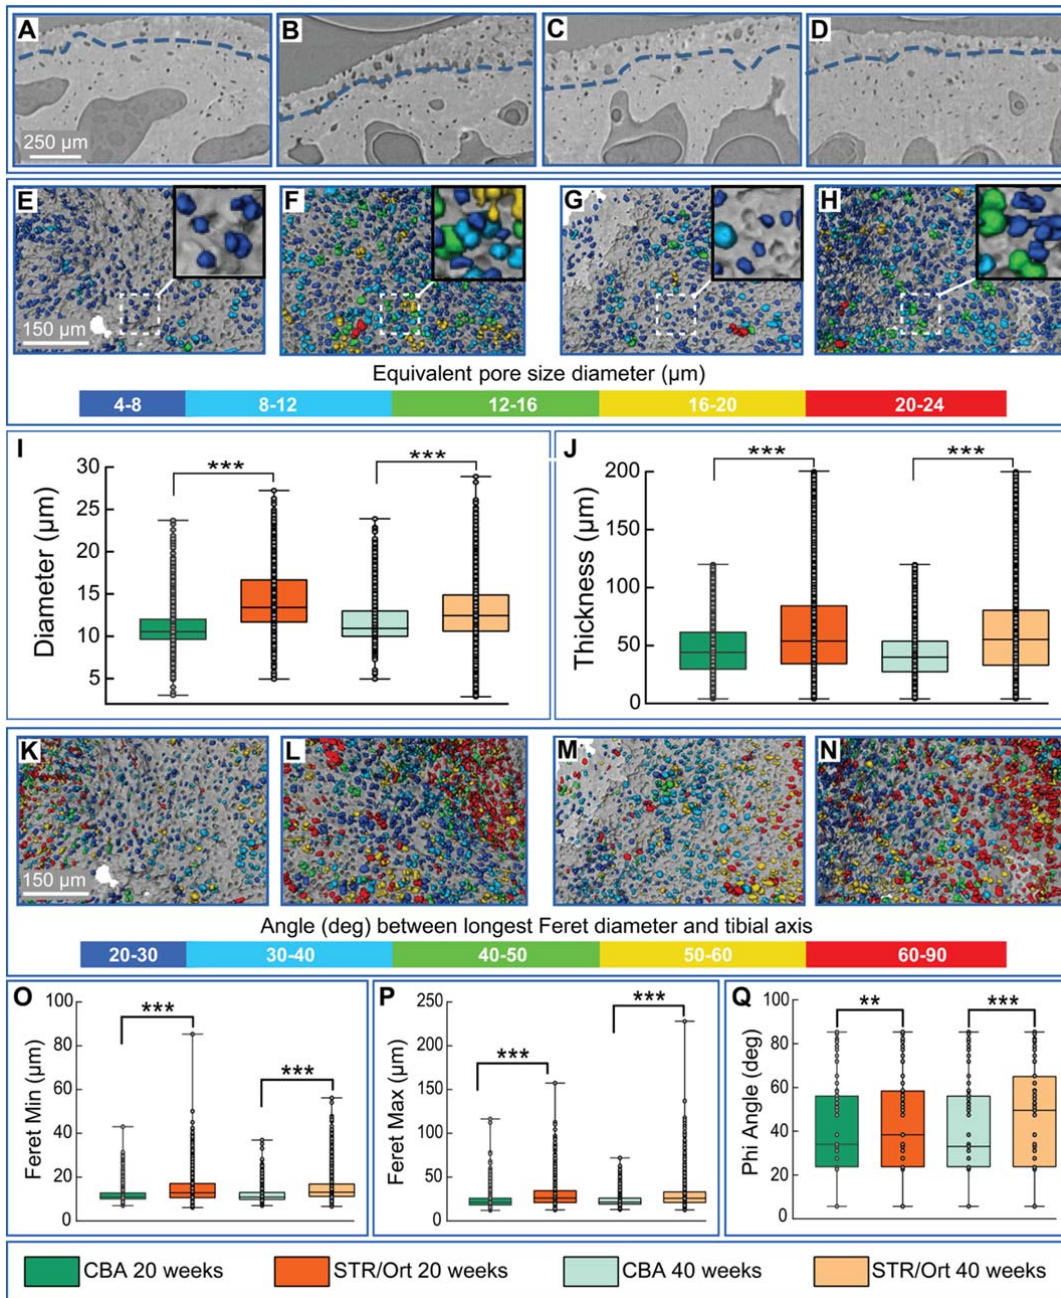 A B C D
250 µm
E F G H
150 µm
Equivalent pore size diameter (µm)
4-8 8-12 12-16 16-20 20-24
I
*** ***
30
25
20
15
10
5
Diameter (µm)
J
*** ***
200
150
100
50
0
Thickness (µm)
K L M N
150 µm
Angle (deg) between longest Feret diameter and tibial axis
20-30 30-40 40-50 50-60 60-90
O
*** ***
100
80
60
40
20
0
Feret Min (µm)
P
*** ***
250
200
150
100
50
0
Feret Max (µm)
Q
** ***
100
80
60
40
20
0
Phi Angle (deg)
CBA 20 weeks STR/Ort 20 weeks CBA 40 weeks STR/Ort 40 weeks